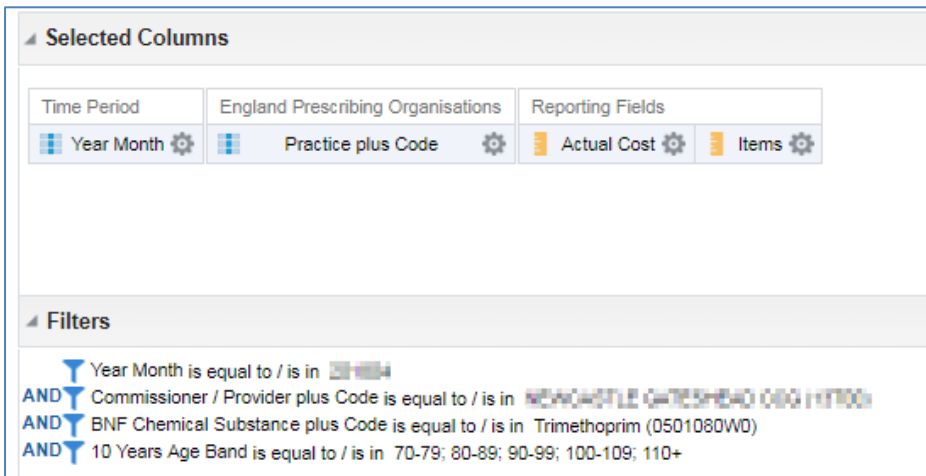 Selected Columns
Time Period England Prescribing Organisations Reporting Fields
Year Month Practice plus Code Actual Cost Items
Filters
Year Month is equal to / is in
AND Commissioner / Provider plus Code is equal to / is in
AND BNF Chemical Substance plus Code is equal to / is in Trimethoprim (0501080W0)
AND 10 Years Age Band is equal to / is in 70-79; 80-89; 90-99; 100-109; 110+